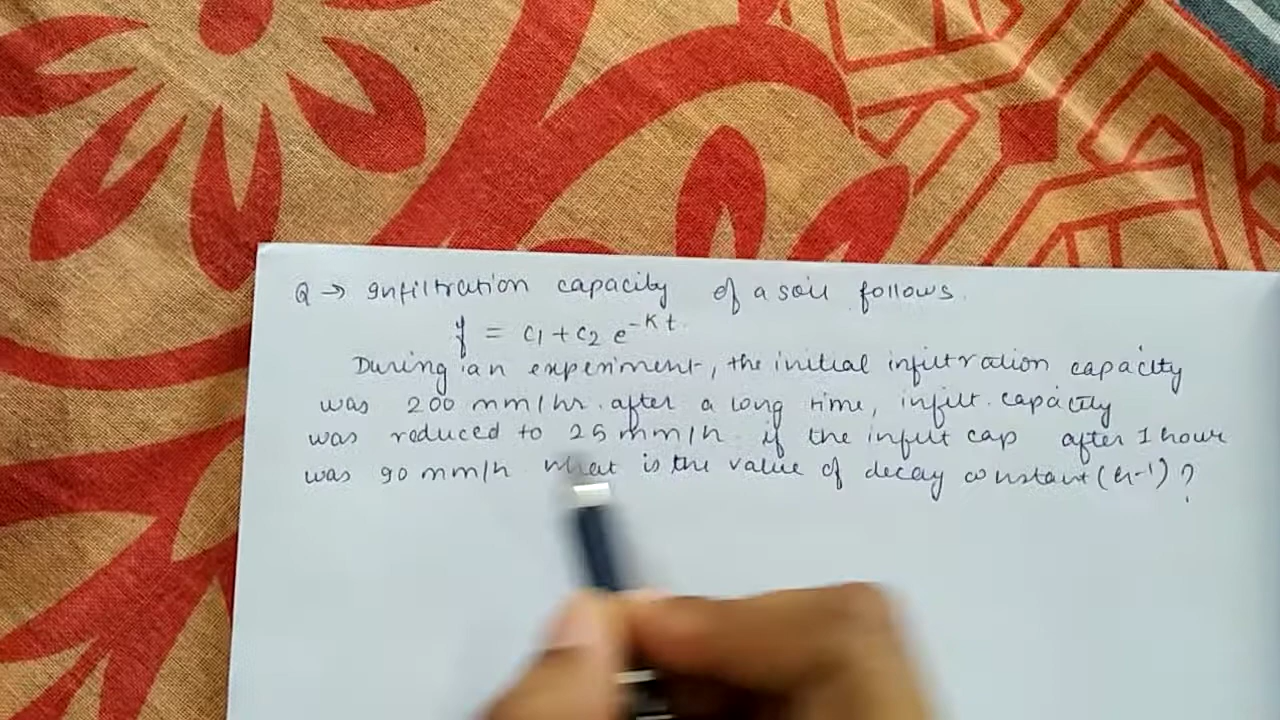 Q → Infiltration capacity of a soil follows.
f = c1 + c2 e^-Kt
During an experiment, the initial infiltration capacity
was 200 mm/hr. after a long time, infilt. capacity
was reduced to 25 mm/h. if the infilt cap after 1 hour
was 90 mm/h what is the value of decay constant (h-1) ?